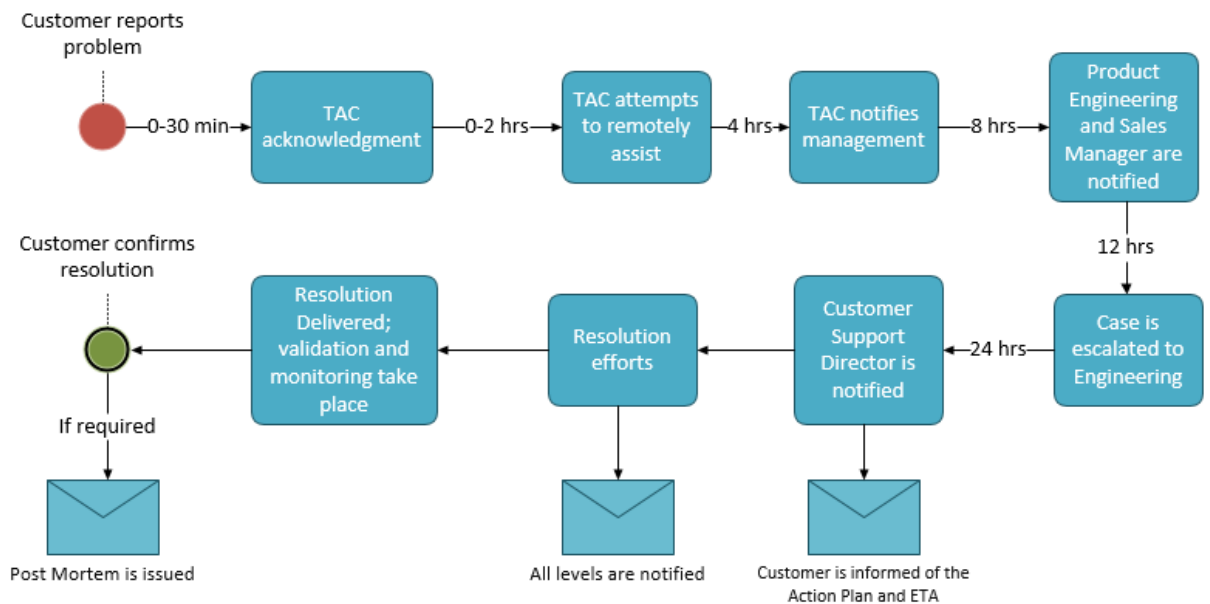 Customer reports
problem
0-30 min
TAC
acknowledgment
0-2 hrs
TAC attempts
to remotely
assist
4 hrs
TAC notifies
management
8 hrs
Product
Engineering
and Sales
Manager are
notified
12 hrs
Case is
escalated to
Engineering
24 hrs
Customer
Support
Director is
notified
Customer is informed of the
Action Plan and ETA
Resolution
efforts
All levels are notified
Resolution
Delivered;
validation and
monitoring take
place
Customer confirms
resolution
If required
Post Mortem is issued